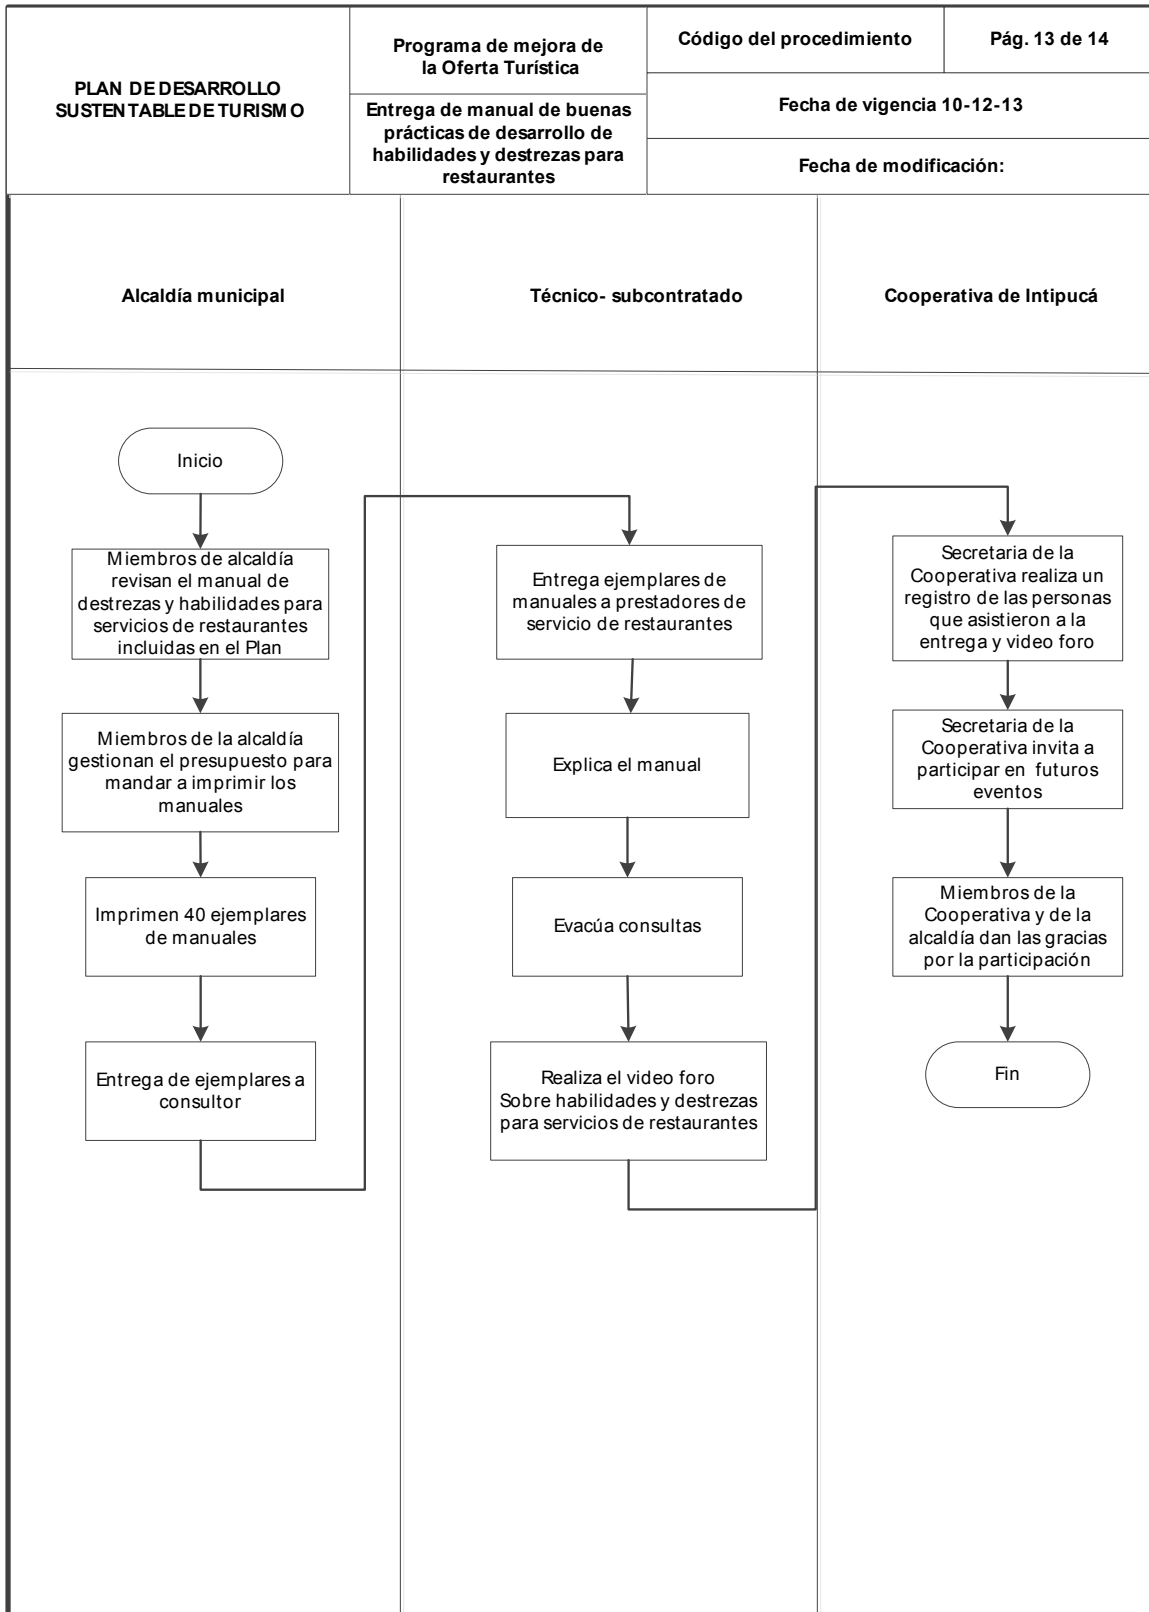 PLAN DE DESARROLLO
SUSTENTABLE DE TURISMO
Programa de mejora de
la Oferta Turística
Entrega de manual de buenas
prácticas de desarrollo de
habilidades y destrezas para
restaurantes
Código del procedimiento
Pág. 13 de 14
Fecha de vigencia 10-12-13
Fecha de modificación:
Alcaldía municipal
Técnico- subcontratado
Cooperativa de Intipucá
Inicio
Miembros de alcaldía
revisan el manual de
destrezas y habilidades para
servicios de restaurantes
incluidas en el Plan
Miembros de la alcaldía
gestionan el presupuesto para
mandar a imprimir los
manuales
Imprimen 40 ejemplares
de manuales
Entrega de ejemplares a
consultor
Entrega ejemplares de
manuales a prestadores de
servicio de restaurantes
Explica el manual
Evacúa consultas
Realiza el video foro
Sobre habilidades y destrezas
para servicios de restaurantes
Secretaria de la
Cooperativa realiza un
registro de las personas
que asistieron a la
entrega y video foro
Secretaria de la
Cooperativa invita a
participar en futuros
eventos
Miembros de la
Cooperativa y de la
alcaldía dan las gracias
por la participación
Fin